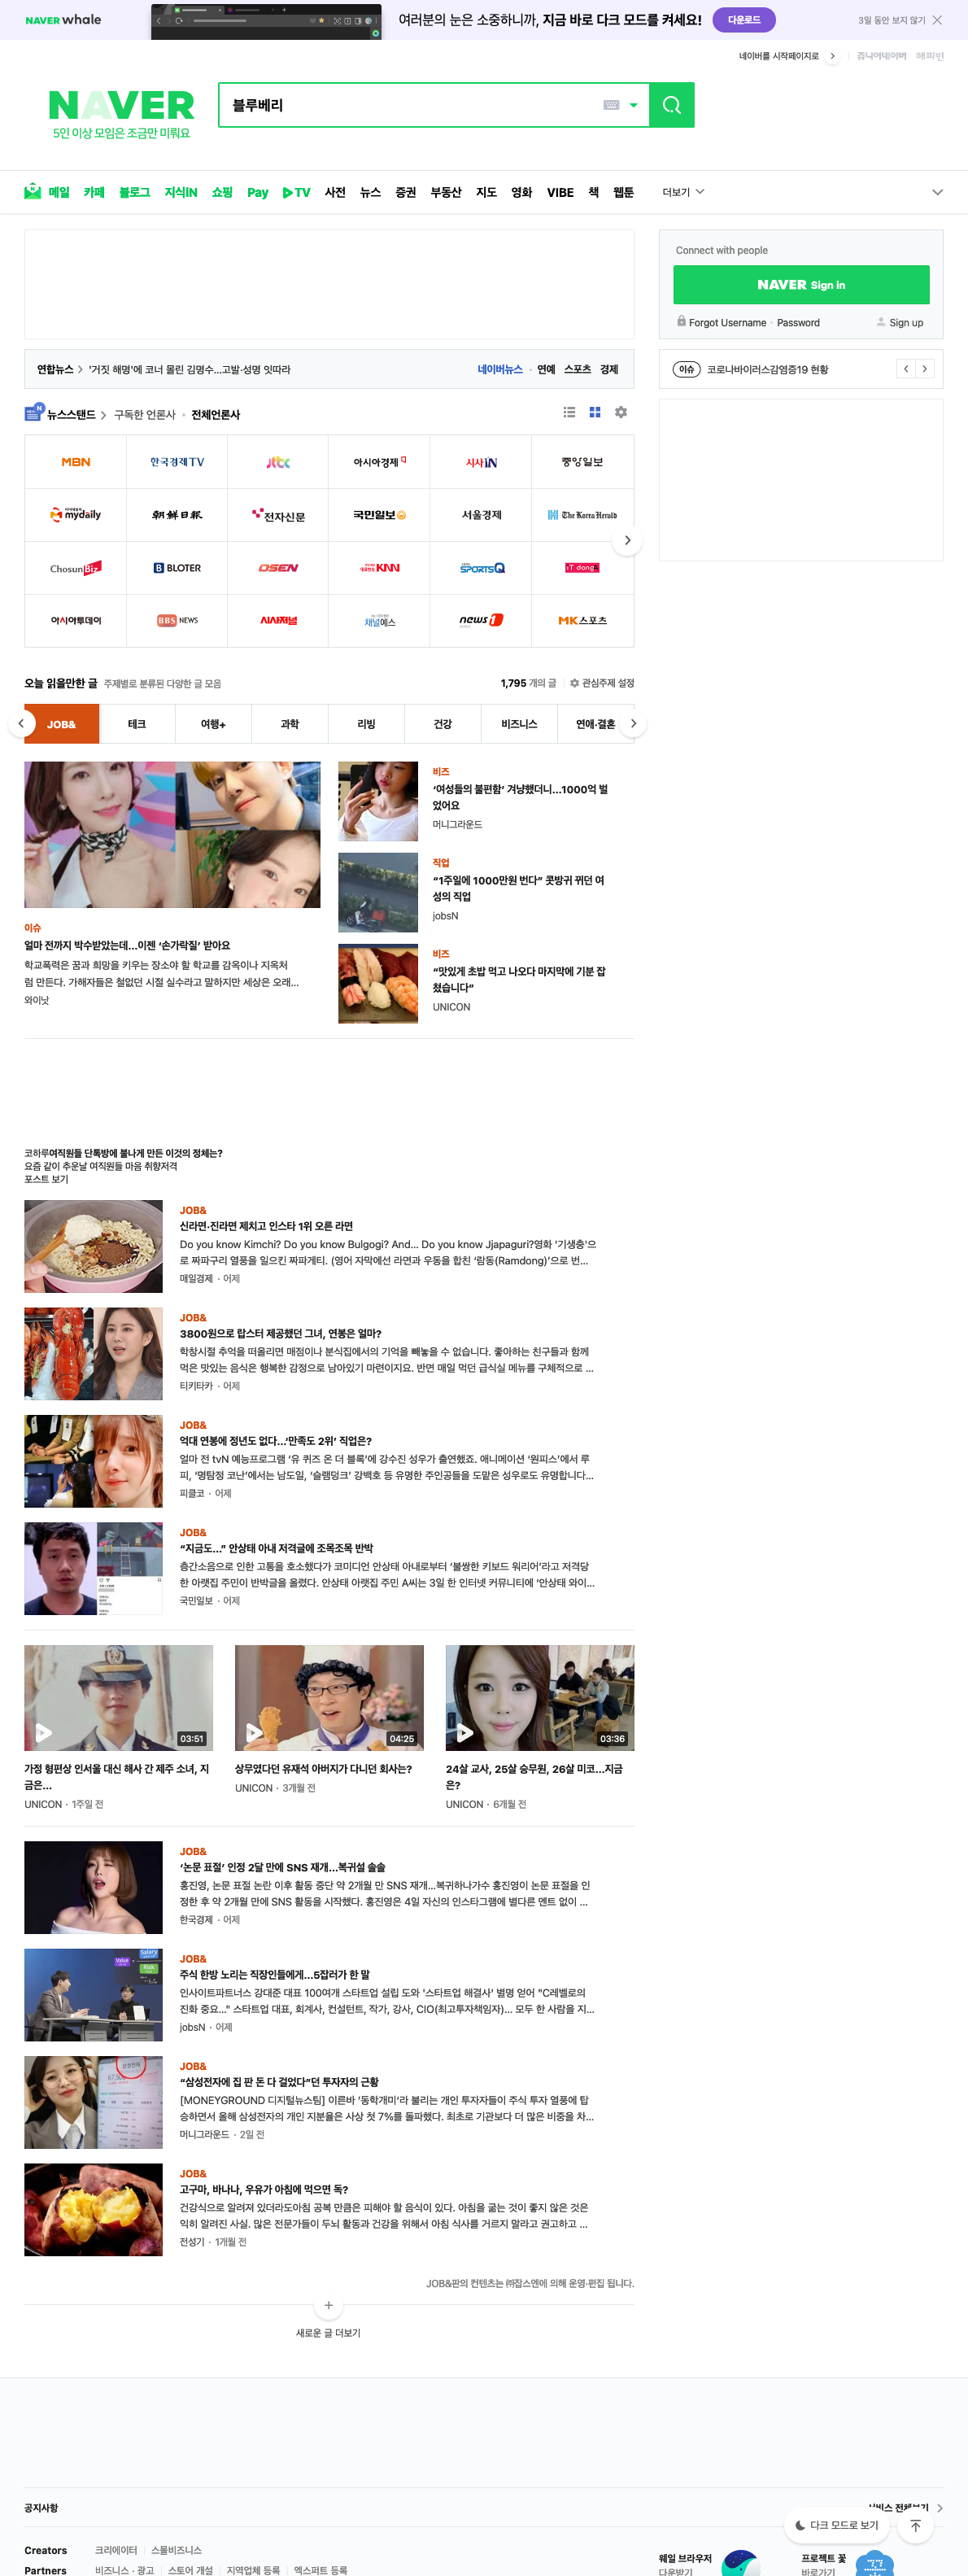 NAVER whale
여러분의 눈은 소중하니까, 지금 바로 다크 모드를 켜세요!
다운로드
3일 동안 보지 않기
네이버를 시작페이지로
쥬니어네이버 해피빈
NAVER
5인 이상 모임은 조금만 미뤄요
블루베리
메일 카페 블로그 지식iN 쇼핑 Pay TV 사전 뉴스 증권 부동산 지도 영화 VIBE 책 웹툰 더보기
Connect with people
NAVER Sign in
Forgot Username Password Sign up
연합뉴스 '거짓 해명'에 코너 몰린 김명수…고발·성명 잇따라
네이버뉴스 연예 스포츠 경제
이슈 코로나바이러스감염증19 현황
뉴스스탠드 구독한 언론사 전체언론사
MBN 한국경제TV jtbc 아시아경제 시사IN 중앙일보
mydaily 朝鮮日報 전자신문 국민일보 서울경제 The Korea Herald
ChosunBiz BLOTER OSEN KNN SPORTSQ IT donga
아시아투데이 BBS NEWS 시사저널 채널예스 news1 MK스포츠
오늘 읽을만한 글 주제별로 분류된 다양한 글 모음
1,795 개의 글 관심주제 설정
JOB& 테크 여행+ 과학 리빙 건강 비즈니스 연애·결혼
이슈
얼마 전까지 박수받았는데…이젠 ‘손가락질’ 받아요
학교폭력은 꿈과 희망을 키우는 장소야 할 학교를 감옥이나 지옥처
럼 만든다. 가해자들은 철없던 시절 실수라고 말하지만 세상은 오래...
와이낫
비즈
‘여성들의 불편함’ 겨냥했더니…1000억 벌
었어요
머니그라운드
직업
“1주일에 1000만원 번다” 콧방귀 뀌던 여
성의 직업
jobsN
비즈
“맛있게 초밥 먹고 나오다 마지막에 기분 잡
쳤습니다”
UNICON
코하루여직원들 단톡방에 불나게 만든 이것의 정체는?
요즘 같이 추운날 여직원들 마음 취향저격
포스트 보기
JOB&
신라면·진라면 제치고 인스타 1위 오른 라면
Do you know Kimchi? Do you know Bulgogi? And... Do you know Jjapaguri?영화 '기생충'으
로 짜파구리 열풍을 일으킨 짜파게티. (영어 자막에선 라면과 우동을 합친 ‘람동(Ramdong)’으로 번...
매일경제 · 어제
JOB&
3800원으로 랍스터 제공했던 그녀, 연봉은 얼마?
학창시절 추억을 떠올리면 매점이나 분식집에서의 기억을 빼놓을 수 없습니다. 좋아하는 친구들과 함께
먹은 맛있는 음식은 행복한 감정으로 남아있기 마련이지요. 반면 매일 먹던 급식실 메뉴를 구체적으로 ...
티키타카 · 어제
JOB&
억대 연봉에 정년도 없다…‘만족도 2위’ 직업은?
얼마 전 tvN 예능프로그램 ‘유 퀴즈 온 더 블록’에 강수진 성우가 출연했죠. 애니메이션 ‘원피스’에서 루
피, ‘명탐정 코난’에서는 남도일, ‘슬램덩크’ 강백호 등 유명한 주인공들을 도맡은 성우로도 유명합니다...
피클코 · 어제
JOB&
“지금도…” 안상태 아내 저격글에 조목조목 반박
층간소음으로 인한 고통을 호소했다가 코미디언 안상태 아내로부터 ‘불쌍한 키보드 워리어’라고 저격당
한 아랫집 주민이 반박글을 올렸다. 안상태 아랫집 주민 A씨는 3일 한 인터넷 커뮤니티에 ‘안상태 와이...
국민일보 · 어제
03:51
04:25
03:36
가정 형편상 인서울 대신 해사 간 제주 소녀, 지
금은…
UNICON · 1주일 전
상무였다던 유재석 아버지가 다니던 회사는?
UNICON · 3개월 전
24살 교사, 25살 승무원, 26살 미코…지금
은?
UNICON · 6개월 전
JOB&
‘논문 표절’ 인정 2달 만에 SNS 재개…복귀설 솔솔
홍진영, 논문 표절 논란 이후 활동 중단 약 2개월 만 SNS 재개…복귀하나가수 홍진영이 논문 표절을 인
정한 후 약 2개월 만에 SNS 활동을 시작했다. 홍진영은 4일 자신의 인스타그램에 별다른 멘트 없이 ...
한국경제 · 어제
JOB&
주식 한방 노리는 직장인들에게…5잡러가 한 말
인사이트파트너스 강대준 대표 100여개 스타트업 설립 도와 '스타트업 해결사' 별명 얻어 "C레벨로의
진화 중요..." 스타트업 대표, 회계사, 컨설턴트, 작가, 강사, CIO(최고투자책임자)… 모두 한 사람을 지...
jobsN · 어제
JOB&
“삼성전자에 집 판 돈 다 걸었다”던 투자자의 근황
[MONEYGROUND 디지털뉴스팀] 이른바 ‘동학개미’라 불리는 개인 투자자들이 주식 투자 열풍에 탑
승하면서 올해 삼성전자의 개인 지분율은 사상 첫 7%를 돌파했다. 최초로 기관보다 더 많은 비중을 차...
머니그라운드 · 2일 전
JOB&
고구마, 바나나, 우유가 아침에 먹으면 독?
건강식으로 알려져 있더라도아침 공복 만큼은 피해야 할 음식이 있다. 아침을 굶는 것이 좋지 않은 것은
익히 알려진 사실. 많은 전문가들이 두뇌 활동과 건강을 위해서 아침 식사를 거르지 말라고 권고하고 ...
전성기 · 1개월 전
JOB&판의 컨텐츠는 ㈜잡스엔에 의해 운영·편집 됩니다.
새로운 글 더보기
공지사항
서비스 전체보기
다크 모드로 보기
Creators 크리에이터 스몰비즈니스
Partners 비즈니스 · 광고 스토어 개설 지역업체 등록 엑스퍼트 등록
웨일 브라우저
다운받기
프로젝트 꽃
바로가기